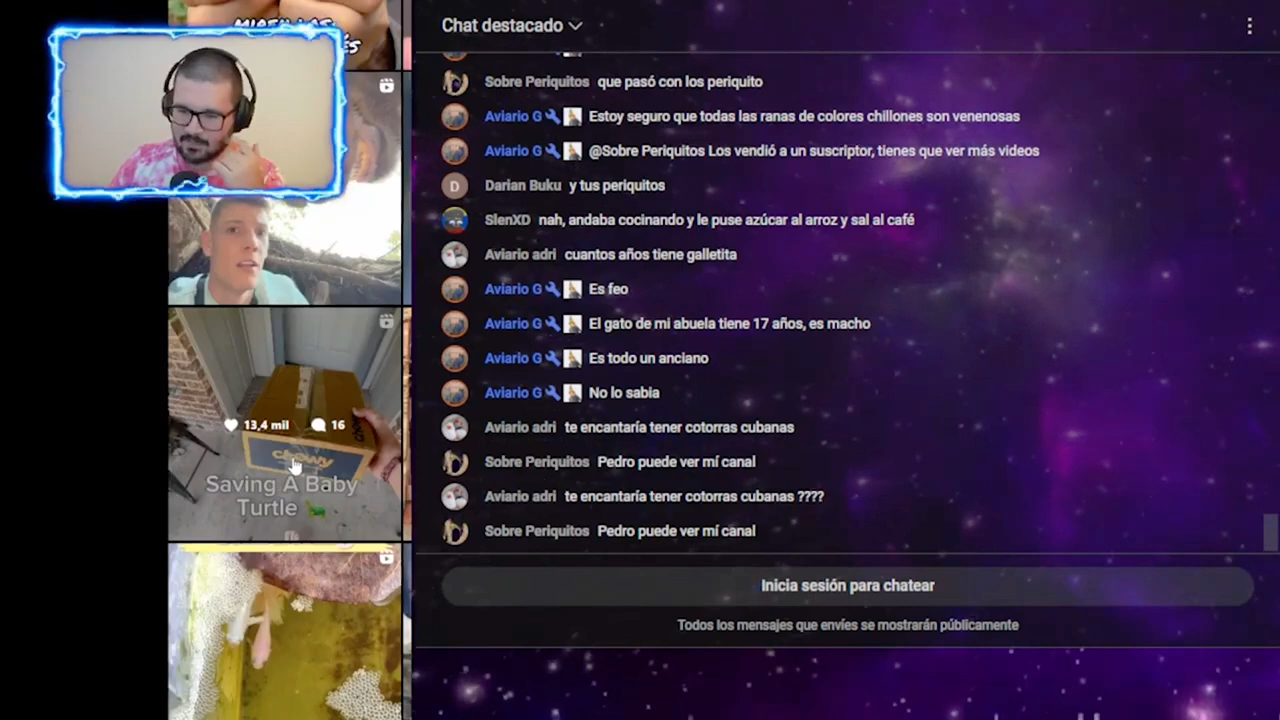 Chat destacado
Sobre Periquitos que pasó con los periquito
Aviario G Estoy seguro que todas las ranas de colores chillones son venenosas
Aviario G @Sobre Periquitos Los vendió a un suscriptor, tienes que ver más videos
D Darian Buku y tus periquitos
SlenXD nah, andaba cocinando y le puse azúcar al arroz y sal al café
Aviario adri cuantos años tiene galletita
Aviario G Es feo
Aviario G El gato de mi abuela tiene 17 años, es macho
Aviario G Es todo un anciano
Aviario G No lo sabia
Aviario adri te encantaría tener cotorras cubanas
Sobre Periquitos Pedro puede ver mí canal
Aviario adri te encantaría tener cotorras cubanas ????
Sobre Periquitos Pedro puede ver mí canal
Inicia sesión para chatear
Todos los mensajes que envíes se mostrarán públicamente
13,4 mil 16
chewy
Saving A Baby
Turtle